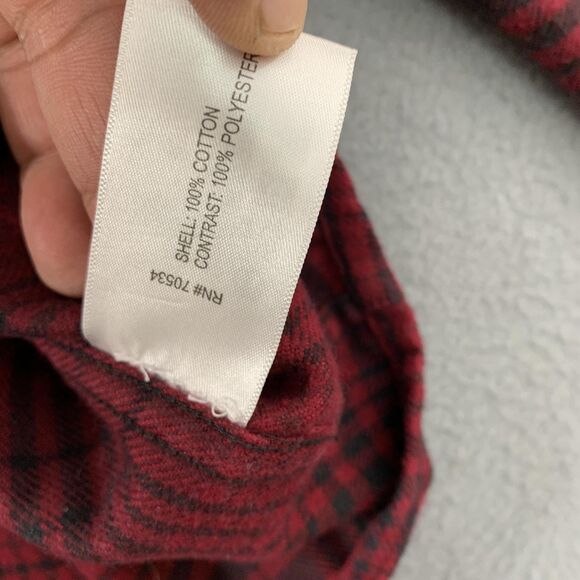 SHELL: 100% COTTON
CONTRAST: 100% POLYESTER
RN# 70534